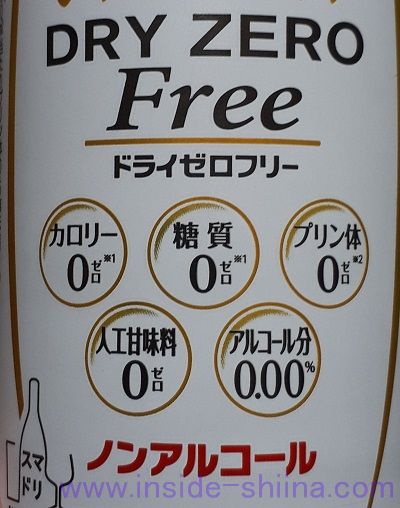 DRY ZERO
Free
ドライゼロフリー
カロリー
0ゼロ※1
糖質
0ゼロ※1
プリン体
0ゼロ※2
人工甘味料
0ゼロ
アルコール分
0.00%
スマ
ドリ
ノンアルコール
www.inside-shiina.com